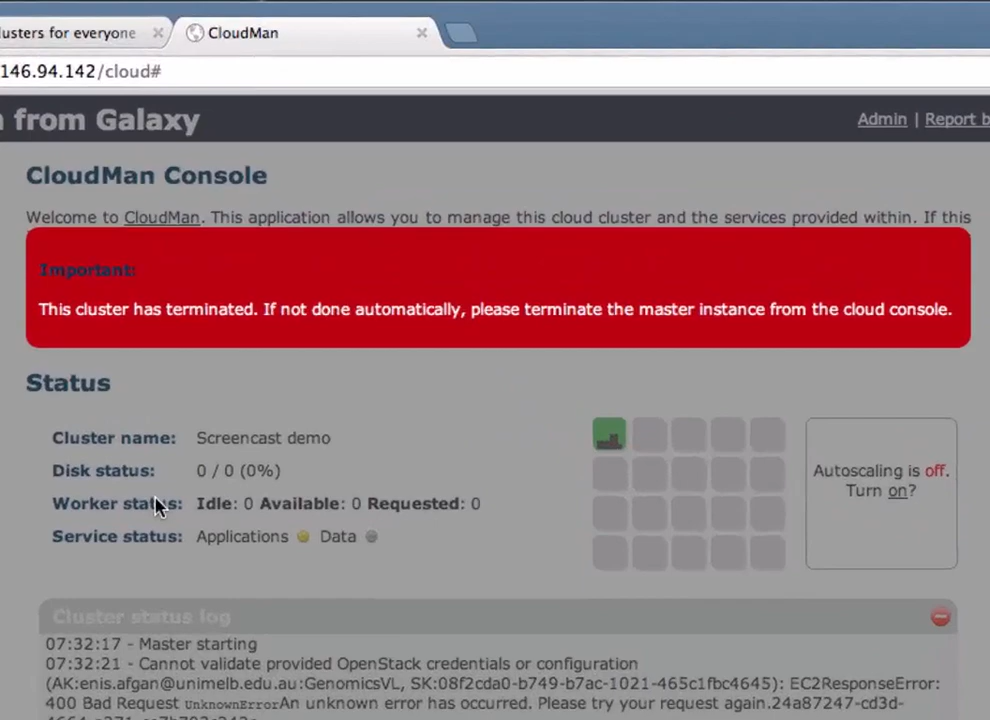 lusters for everyone
CloudMan
146.94.142/cloud#
from Galaxy
Admin | Report b
CloudMan Console
Welcome to CloudMan. This application allows you to manage this cloud cluster and the services provided within. If this
Important:
This cluster has terminated. If not done automatically, please terminate the master instance from the cloud console.
Status
Cluster name: Screencast demo
Disk status: 0 / 0 (0%)
Worker status: Idle: 0 Available: 0 Requested: 0
Service status: Applications Data
Autoscaling is off.
Turn on?
Cluster status log
07:32:17 - Master starting
07:32:21 - Cannot validate provided OpenStack credentials or configuration
(AK:enis.afgan@unimelb.edu.au:GenomicsVL, SK:08f2cda0-b749-b7ac-1021-465c1fbc4645): EC2ResponseError:
400 Bad Request UnknownErrorAn unknown error has occurred. Please try your request again.24a87247-cd3d-